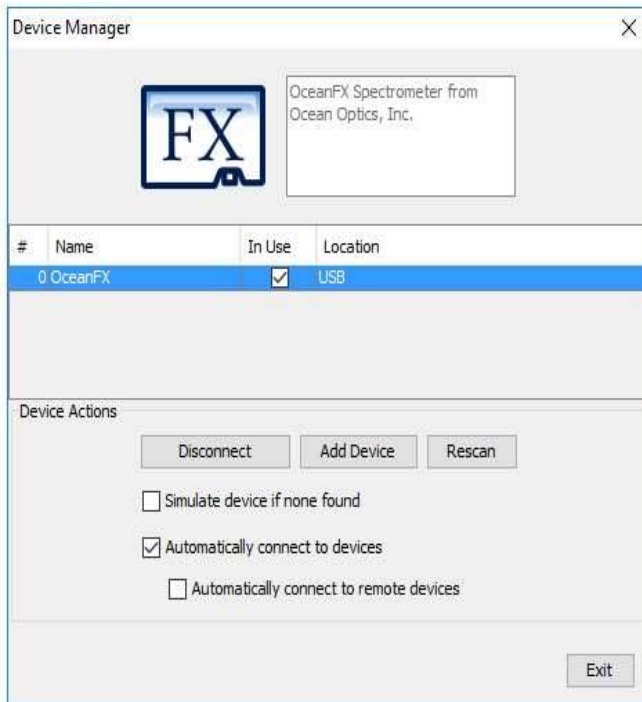 Device Manager
FX
OceanFX Spectrometer from
Ocean Optics, Inc.
# Name In Use Location
0 OceanFX USB
Device Actions
Disconnect Add Device Rescan
Simulate device if none found
Automatically connect to devices
Automatically connect to remote devices
Exit